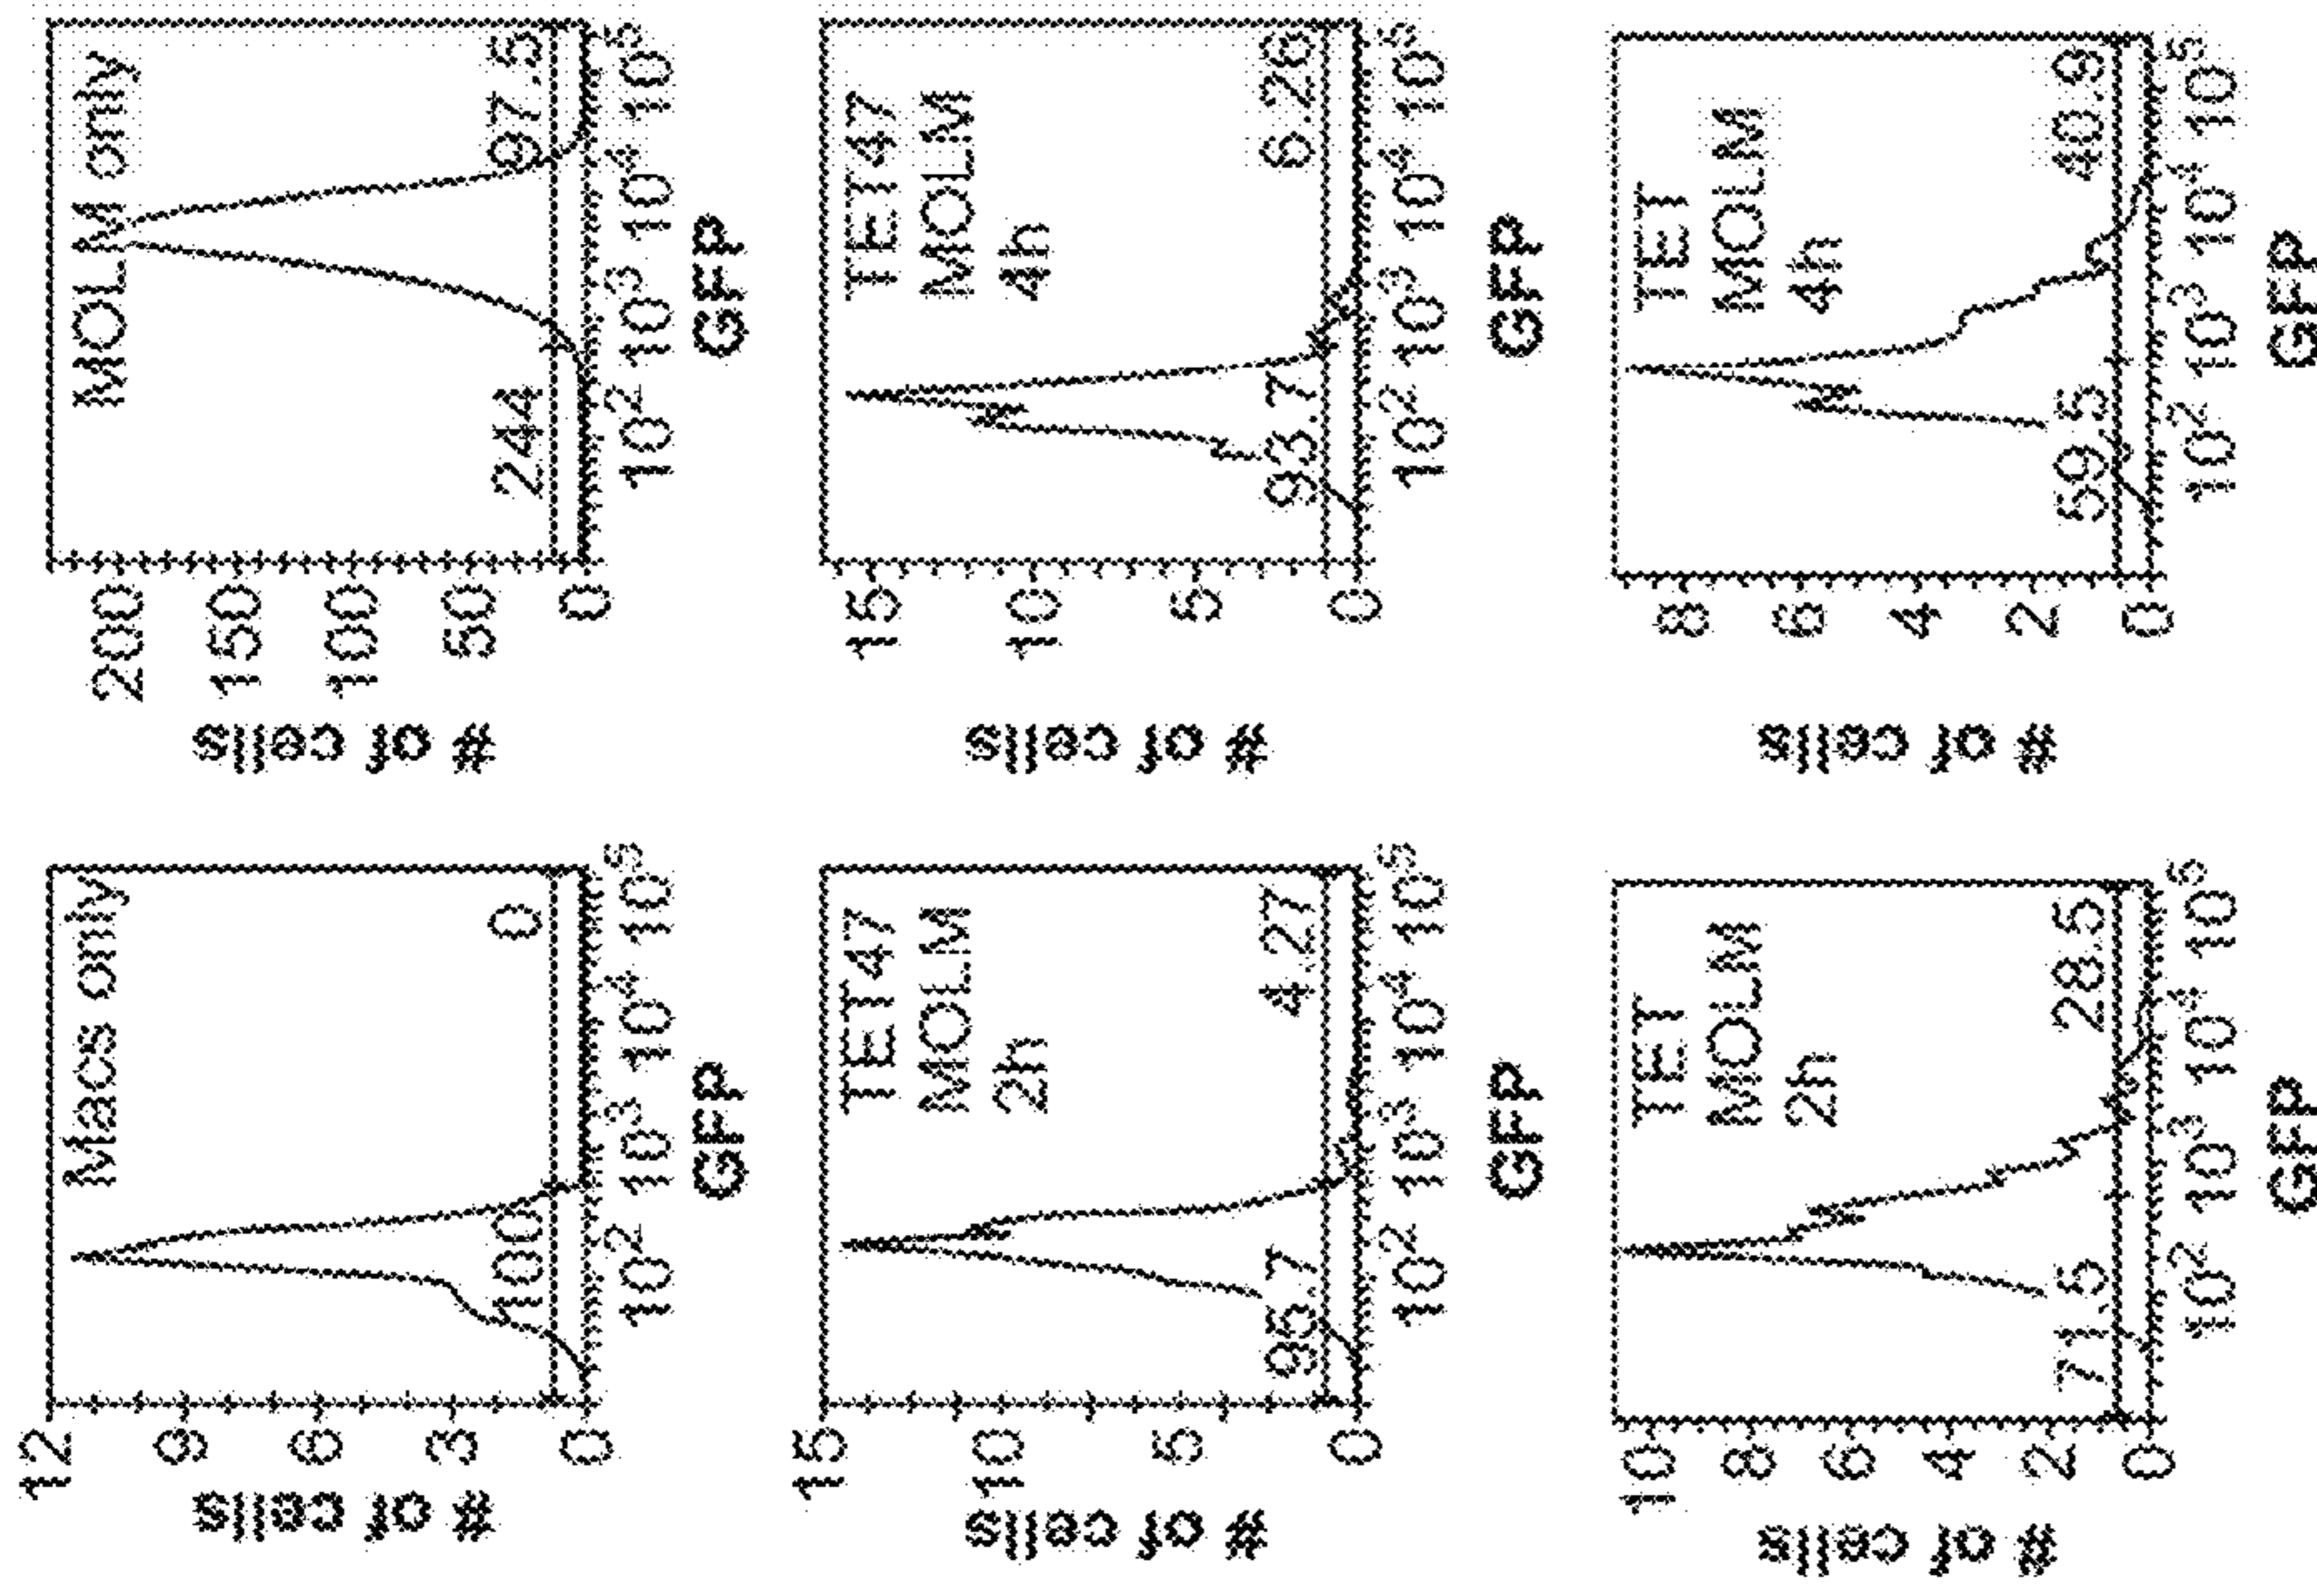 # of cells
12
9
6
3
0
Macs only
100
0
10² 10³ 10⁴ 10⁵
GFP
# of cells
200
150
100
50
0
MOLM only
244
97.5
10² 10³ 10⁴ 10⁵
GFP
# of cells
15
10
5
0
TET47
MOLM
2h
95.7
4.27
10² 10³ 10⁴ 10⁵
GFP
# of cells
15
10
5
0
TET47
MOLM
4h
93.7
6.26
10² 10³ 10⁴ 10⁵
GFP
# of cells
10
8
6
4
2
0
TET
MOLM
2h
71.5
28.5
10² 10³ 10⁴ 10⁵
GFP
# of cells
8
6
4
2
0
TET
MOLM
4h
59.5
40.9
10² 10³ 10⁴ 10⁵
GFP